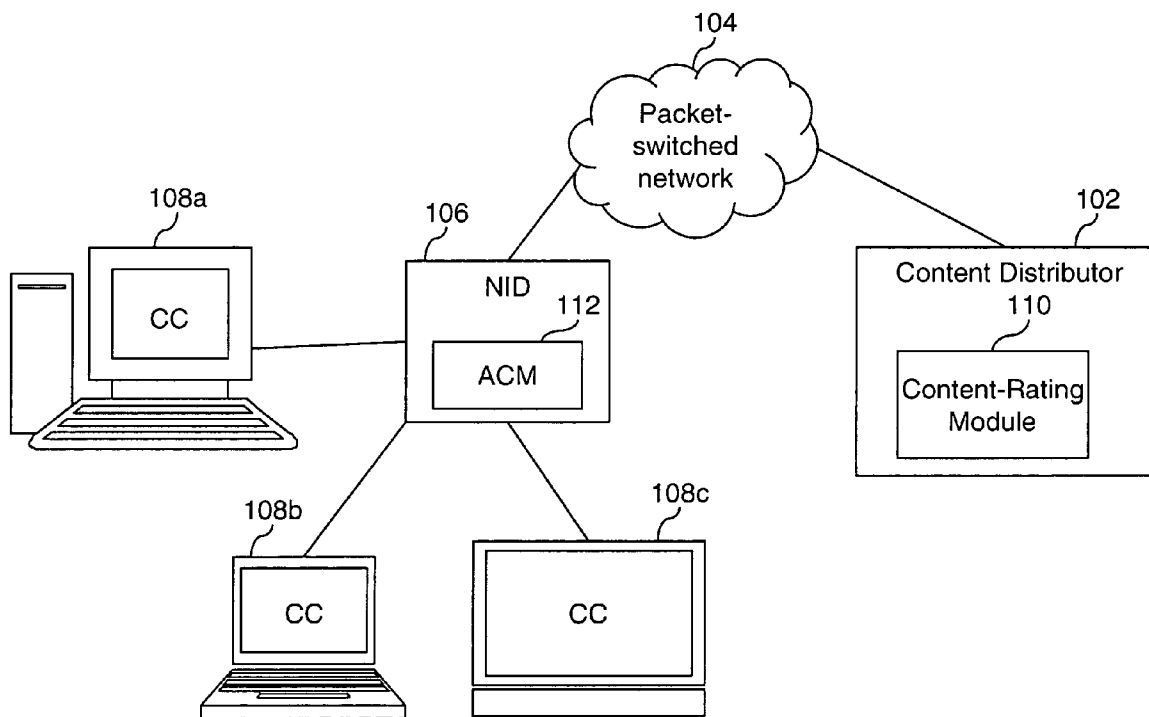 104
Packet-
switched
network
108a
CC
106
NID
112
ACM
102
Content Distributor
110
Content-Rating
Module
108b
CC
108c
CC